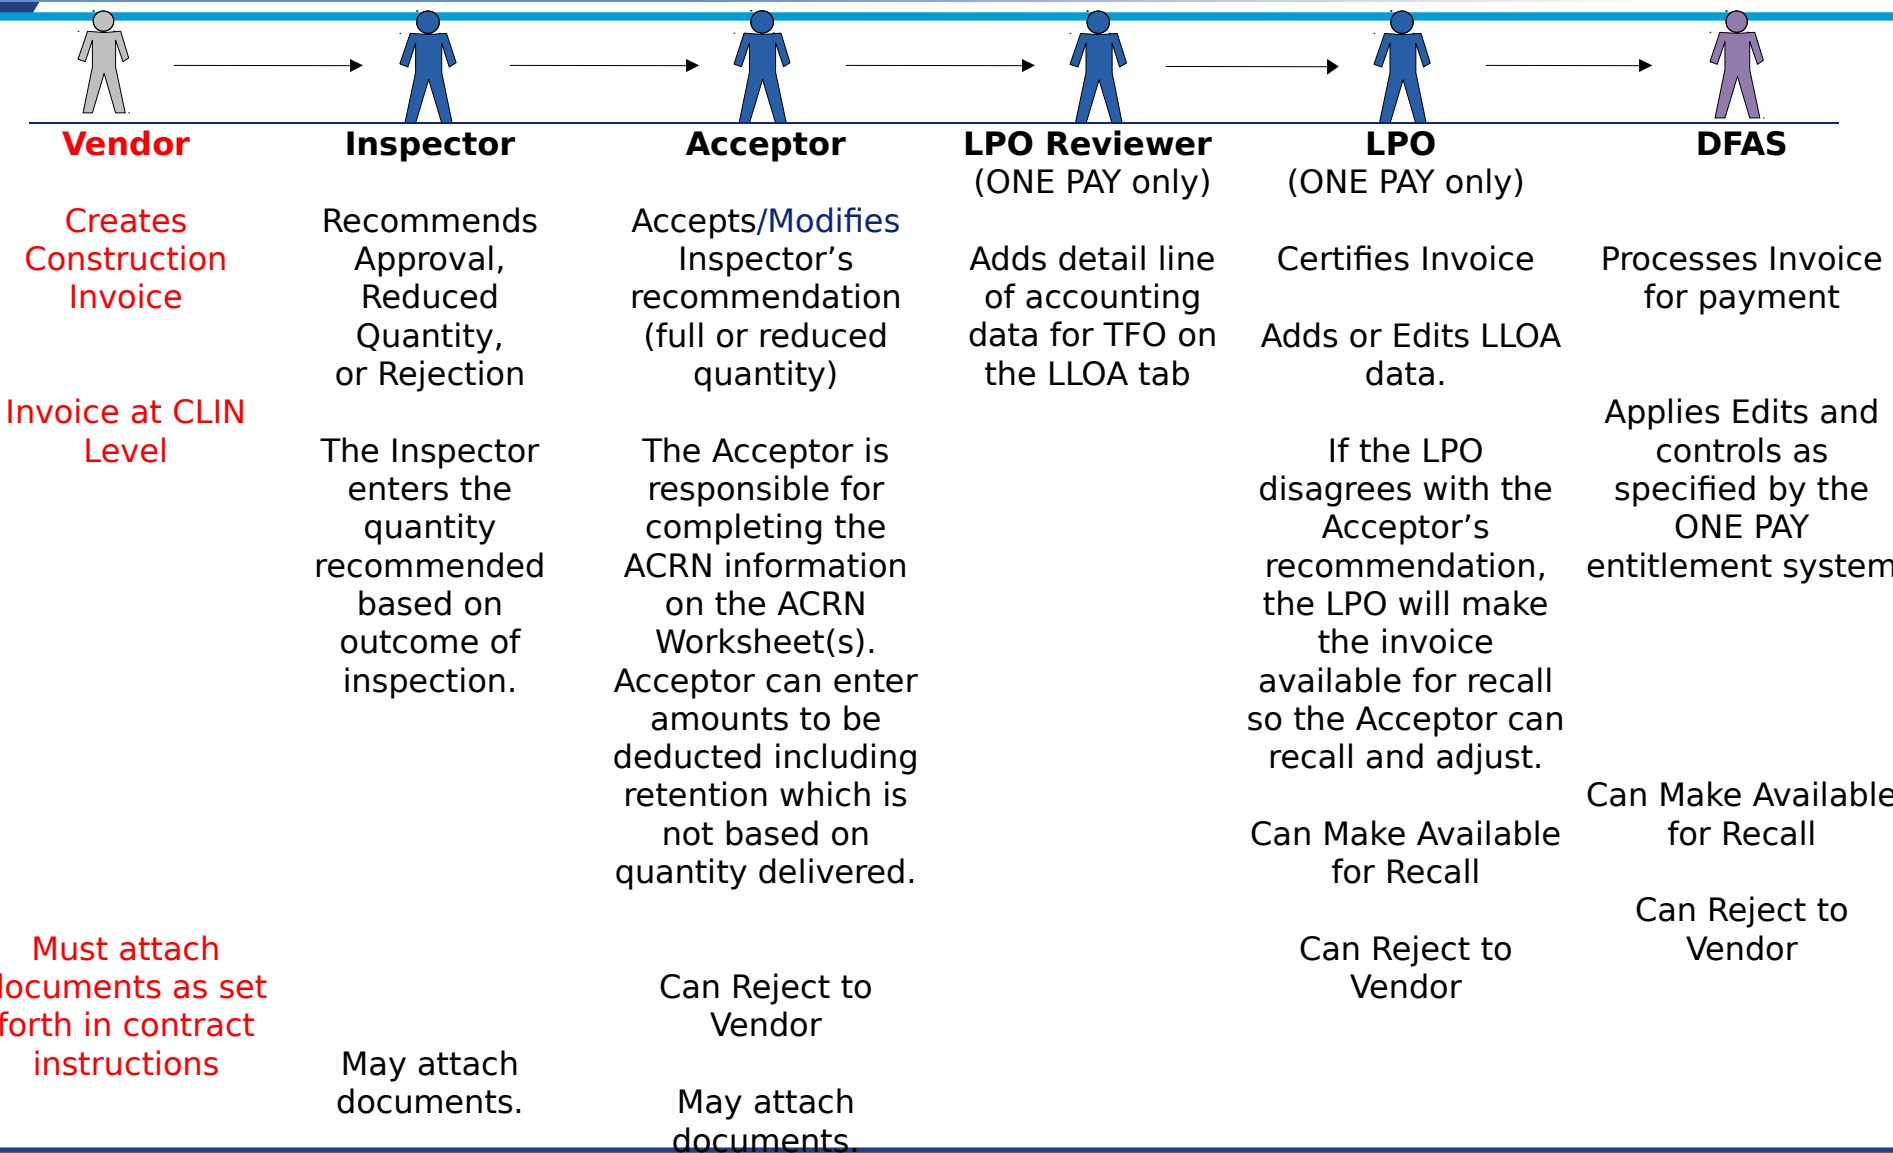 Vendor
Creates
Construction
Invoice
Invoice at CLIN
Level
Must attach
documents as set
forth in contract
instructions
Inspector
Recommends
Approval,
Reduced
Quantity,
or Rejection
The Inspector
enters the
quantity
recommended
based on
outcome of
inspection.
May attach
documents.
Acceptor
Accepts/Modifies
Inspector’s
recommendation
(full or reduced
quantity)
The Acceptor is
responsible for
completing the
ACRN information
on the ACRN
Worksheet(s).
Acceptor can enter
amounts to be
deducted including
retention which is
not based on
quantity delivered.
Can Reject to
Vendor
May attach
documents.
LPO Reviewer
(ONE PAY only)
Adds detail line
of accounting
data for TFO on
the LLOA tab
LPO
(ONE PAY only)
Certifies Invoice
Adds or Edits LLOA
data.
If the LPO
disagrees with the
Acceptor’s
recommendation,
the LPO will make
the invoice
available for recall
so the Acceptor can
recall and adjust.
Can Make Available
for Recall
Can Reject to
Vendor
DFAS
Processes Invoice
for payment
Applies Edits and
controls as
specified by the
ONE PAY
entitlement system
Can Make Available
for Recall
Can Reject to
Vendor